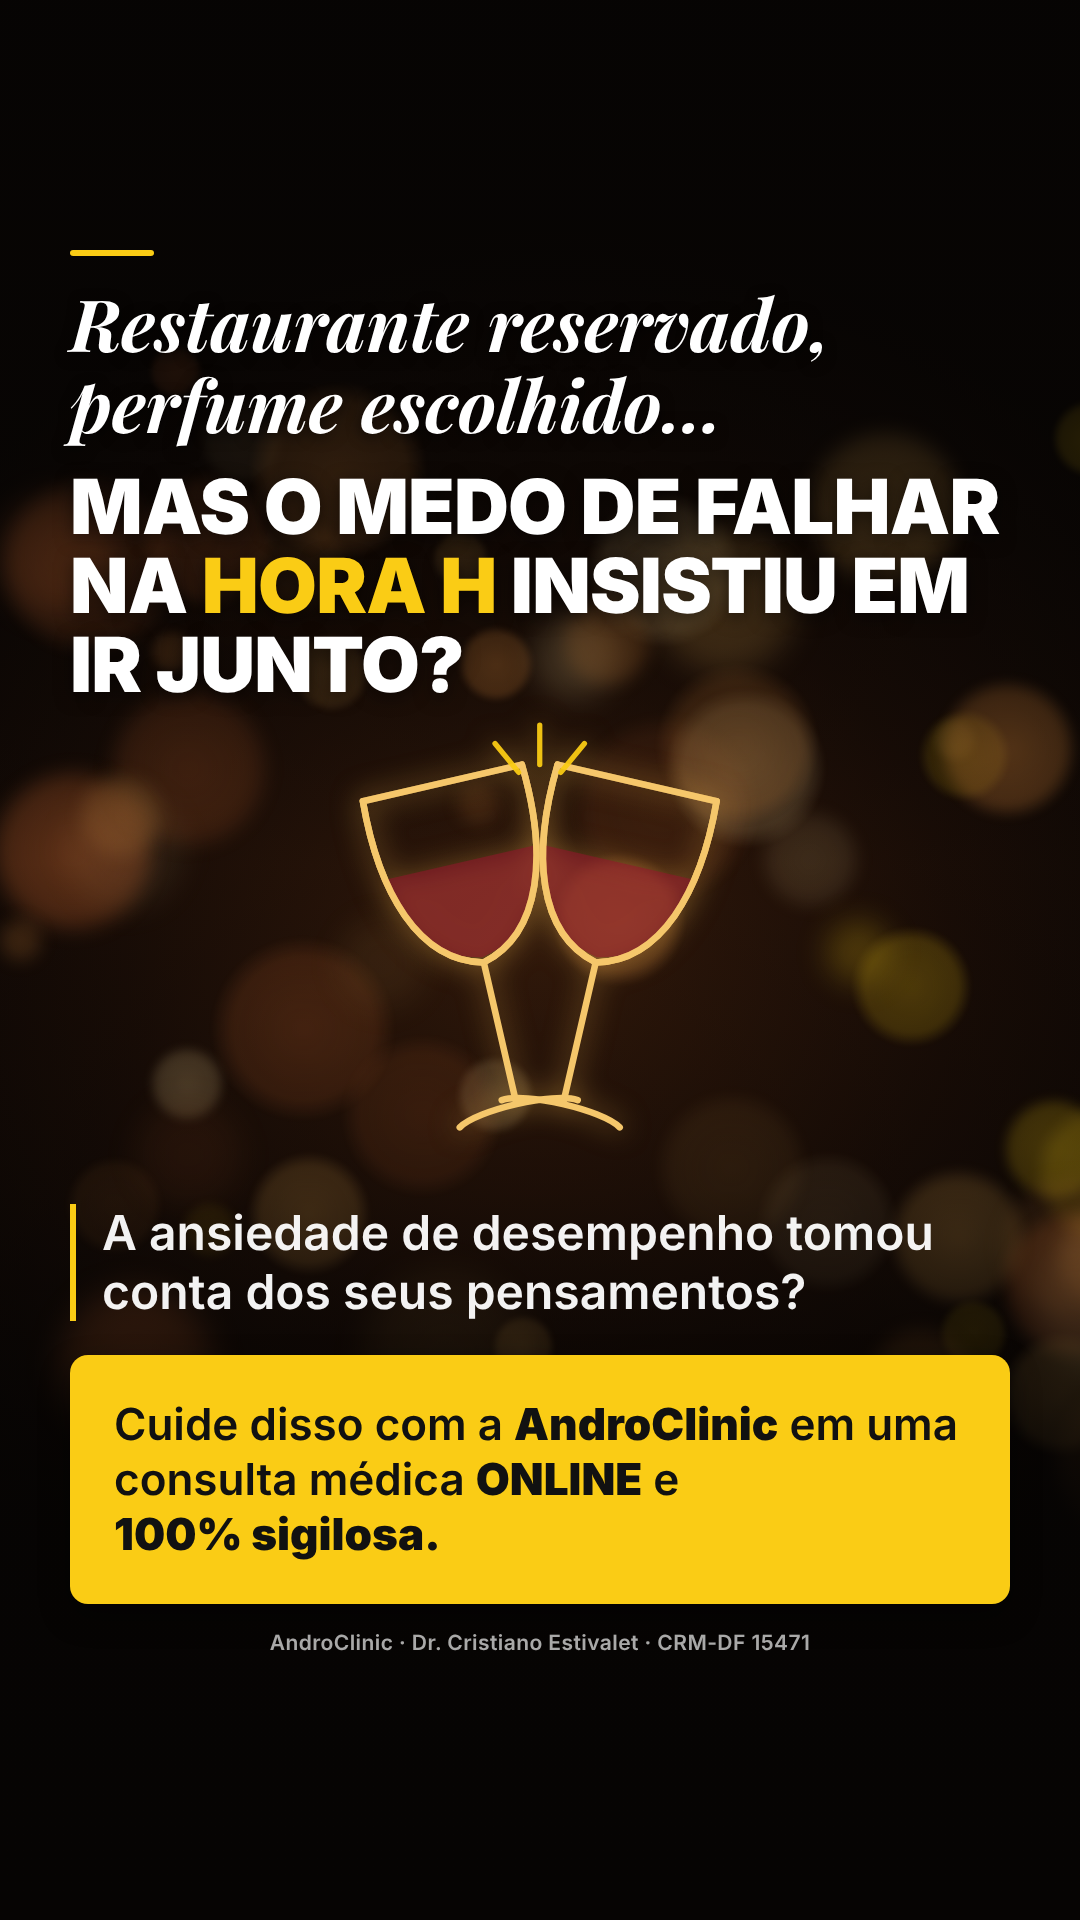 Restaurante reservado,
perfume escolhido...
MAS O MEDO DE FALHAR
NA HORA H INSISTIU EM
IR JUNTO?
A ansiedade de desempenho tomou
conta dos seus pensamentos?
Cuide disso com a AndroClinic em uma
consulta médica ONLINE e
100% sigilosa.
AndroClinic · Dr. Cristiano Estivalet · CRM-DF 15471